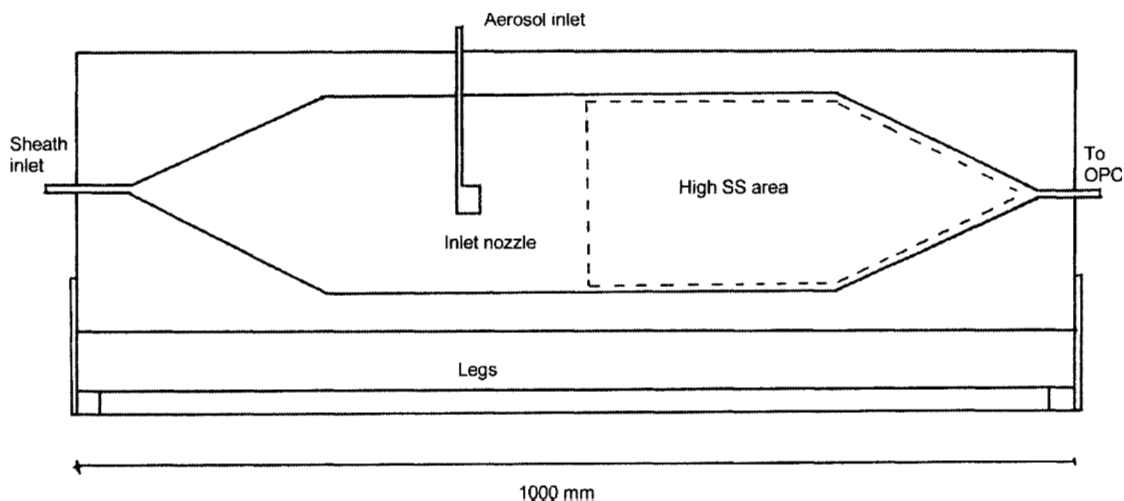 Aerosol inlet
Sheath
inlet
To
OPC
High SS area
Inlet nozzle
Legs
1000 mm